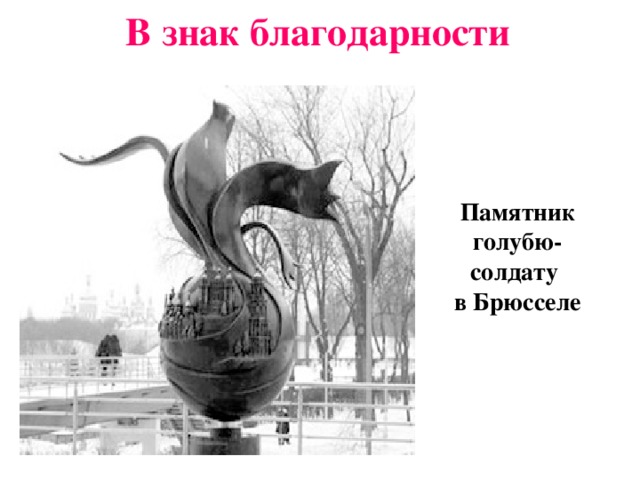 В знак благодарности
Памятник
голубю-
солдату
в Брюсселе